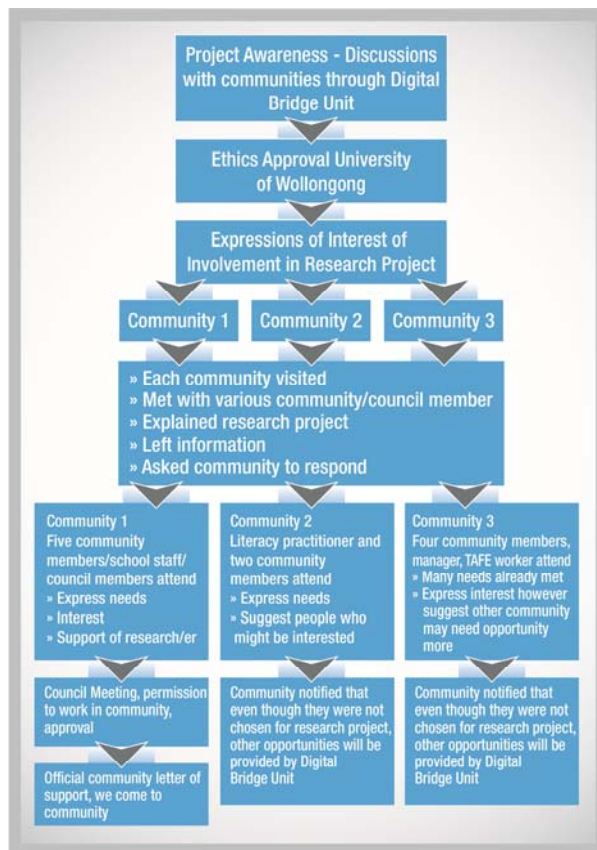 Project Awareness - Discussions
with communities through Digital
Bridge Unit
Ethics Approval University
of Wollongong
Expressions of Interest of
Involvement in Research Project
Community 1
Community 2
Community 3
» Each community visited
» Met with various community/council member
» Explained research project
» Left information
» Asked community to respond
Community 1
Five community
members/school staff/
council members attend
» Express needs
» Interest
» Support of research/er
Community 2
Literacy practitioner and
two community
members attend
» Express needs
» Suggest people who
might be interested
Community 3
Four community members,
manager, TAFE worker attend
» Many needs already met
» Express interest however
suggest other community
may need opportunity
more
Council Meeting, permission
to work in community,
approval
Community notified that
even though they were not
chosen for research project,
other opportunities will be
provided by Digital
Bridge Unit
Community notified that
even though they were not
chosen for research project,
other opportunities will be
provided by Digital
Bridge Unit
Official community letter of
support, we come to
community